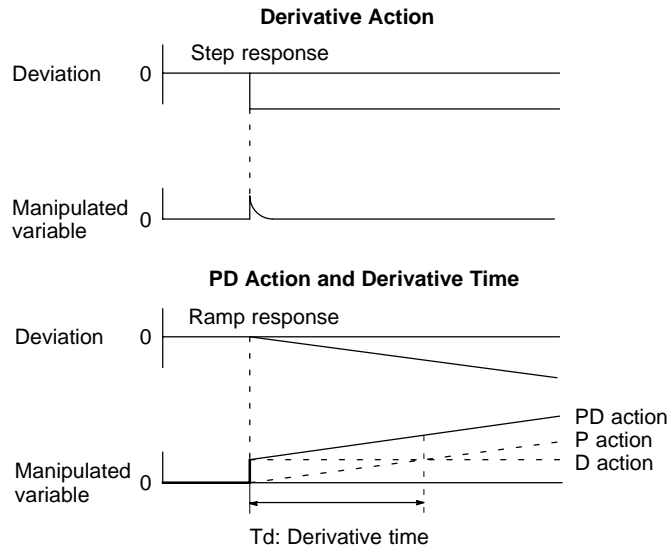 Derivative Action
Step response
Deviation 0
Manipulated
variable 0
PD Action and Derivative Time
Ramp response
Deviation 0
PD action
P action
D action
Manipulated
variable 0
Td: Derivative time